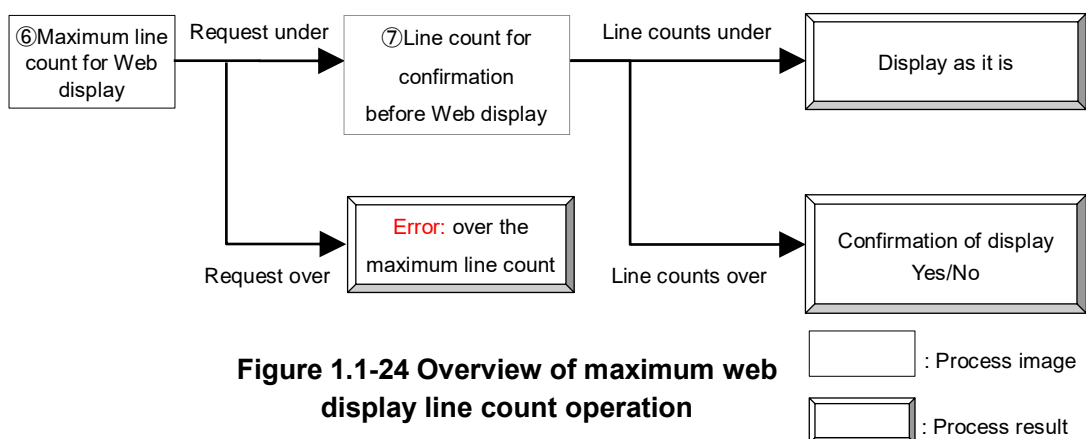 ⑥Maximum line
count for Web
display
Request under
⑦Line count for
confirmation
before Web display
Line counts under
Display as it is
Request over
Error: over the
maximum line count
Line counts over
Confirmation of display
Yes/No
Figure 1.1-24 Overview of maximum web
display line count operation
: Process image
: Process result